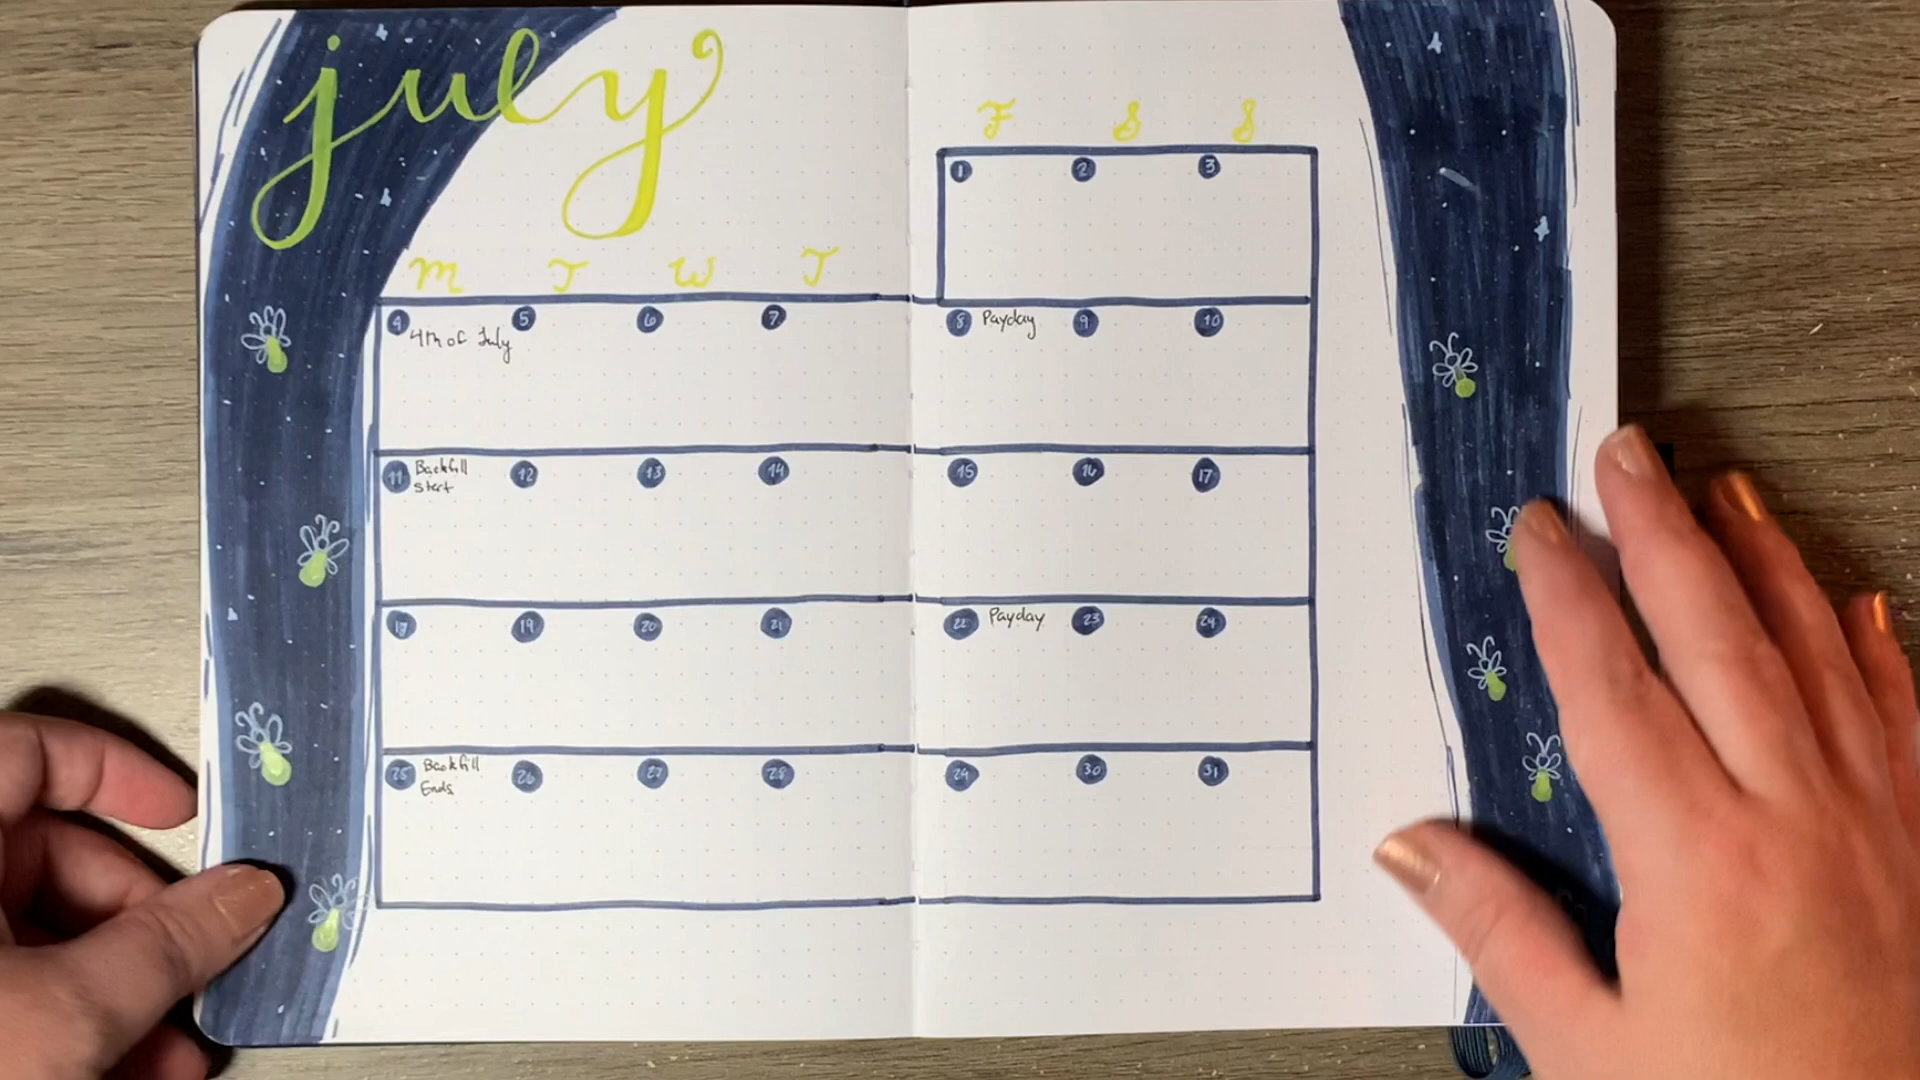 july
F S S
1 2 3
M T W T
4 5 6 7 8 Payday 9 10
4th of July
11 Backfill 12 13 14 15 16 17
Start
19 20 21 22 Payday 23 24
25 Backfill 26 27 28 29 30 31
Ends